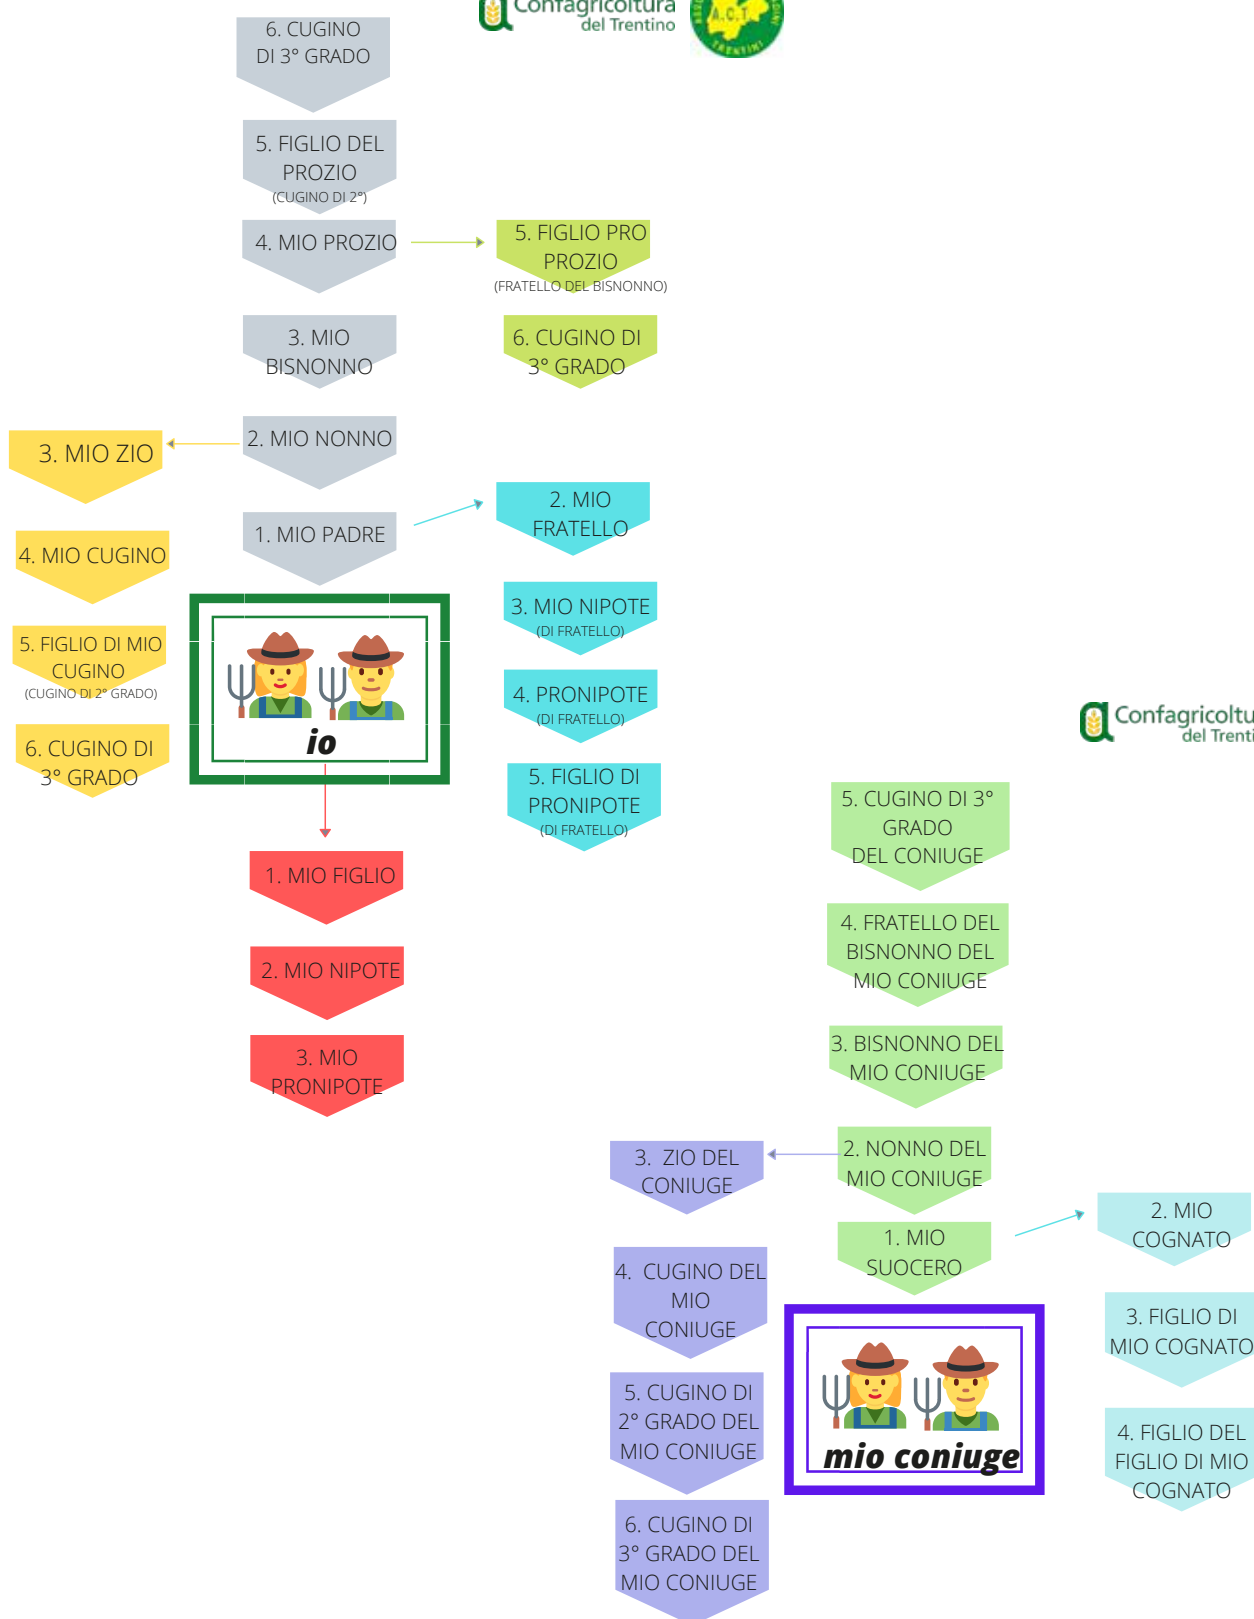 Confagricoltura
del Trentino
A.C.T.
TRENTINI
6. CUGINO
DI 3° GRADO
5. FIGLIO DEL
PROZIO
(CUGINO DI 2°)
4. MIO PROZIO
5. FIGLIO PRO
PROZIO
(FRATELLO DEL BISNONNO)
3. MIO
BISNONNO
6. CUGINO DI
3° GRADO
2. MIO NONNO
3. MIO ZIO
1. MIO PADRE
2. MIO
FRATELLO
4. MIO CUGINO
3. MIO NIPOTE
(DI FRATELLO)
5. FIGLIO DI MIO
CUGINO
(CUGINO DI 2° GRADO)
4. PRONIPOTE
(DI FRATELLO)
6. CUGINO DI
3° GRADO
io
5. FIGLIO DI
PRONIPOTE
(DI FRATELLO)
1. MIO FIGLIO
2. MIO NIPOTE
3. MIO
PRONIPOTE
Confagricoltu
del Trenti
5. CUGINO DI 3°
GRADO
DEL CONIUGE
4. FRATELLO DEL
BISNONNO DEL
MIO CONIUGE
3. BISNONNO DEL
MIO CONIUGE
2. NONNO DEL
MIO CONIUGE
3. ZIO DEL
CONIUGE
1. MIO
SUOCERO
2. MIO
COGNATO
4. CUGINO DEL
MIO
CONIUGE
3. FIGLIO DI
MIO COGNATO
5. CUGINO DI
2° GRADO DEL
MIO CONIUGE
mio coniuge
4. FIGLIO DEL
FIGLIO DI MIO
COGNATO
6. CUGINO DI
3° GRADO DEL
MIO CONIUGE